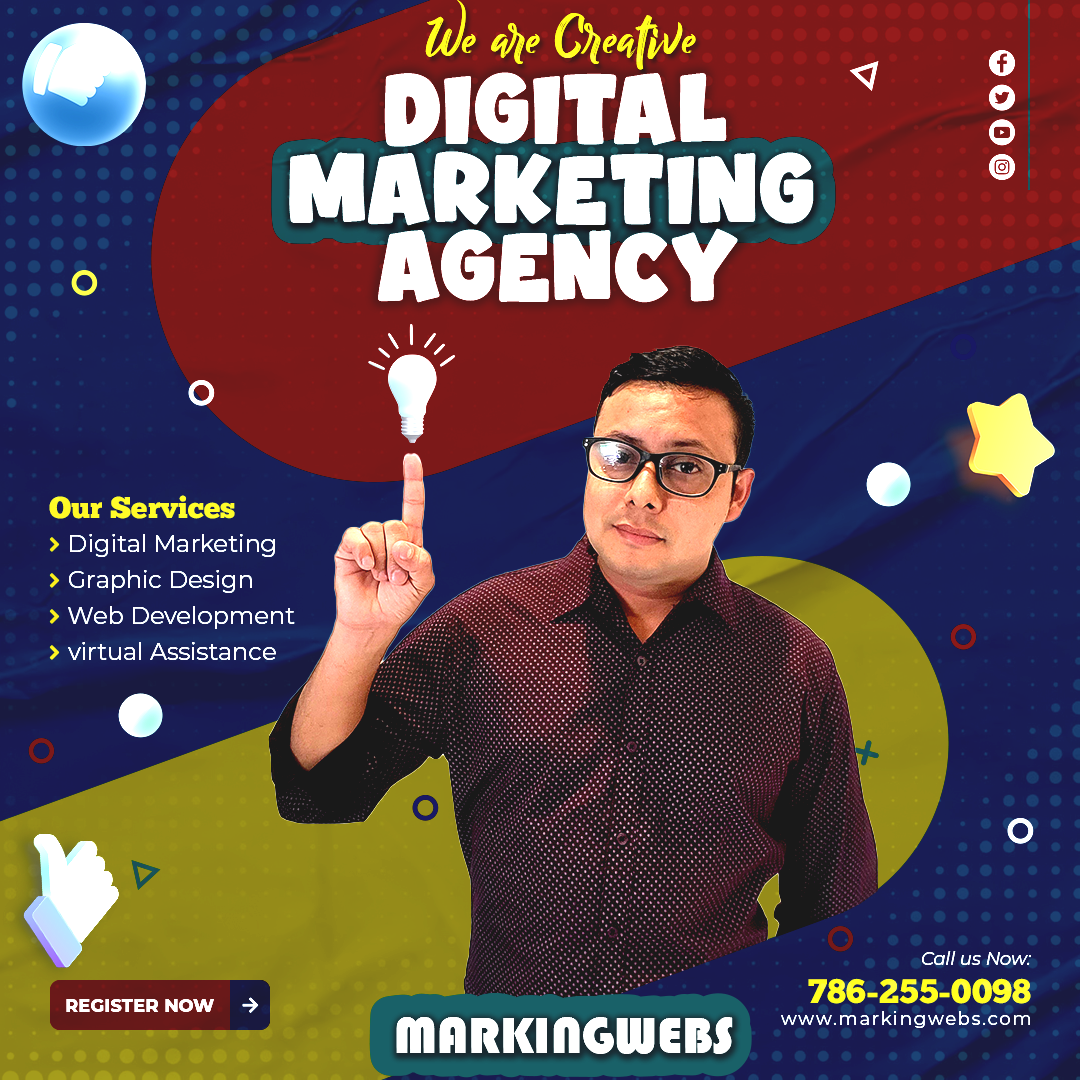 We are Creative
DIGITAL
MARKETING
AGENCY
Our Services
Digital Marketing
Graphic Design
Web Development
virtual Assistance
REGISTER NOW
MARKINGWEBS
Call us Now:
786-255-0098
www.markingwebs.com